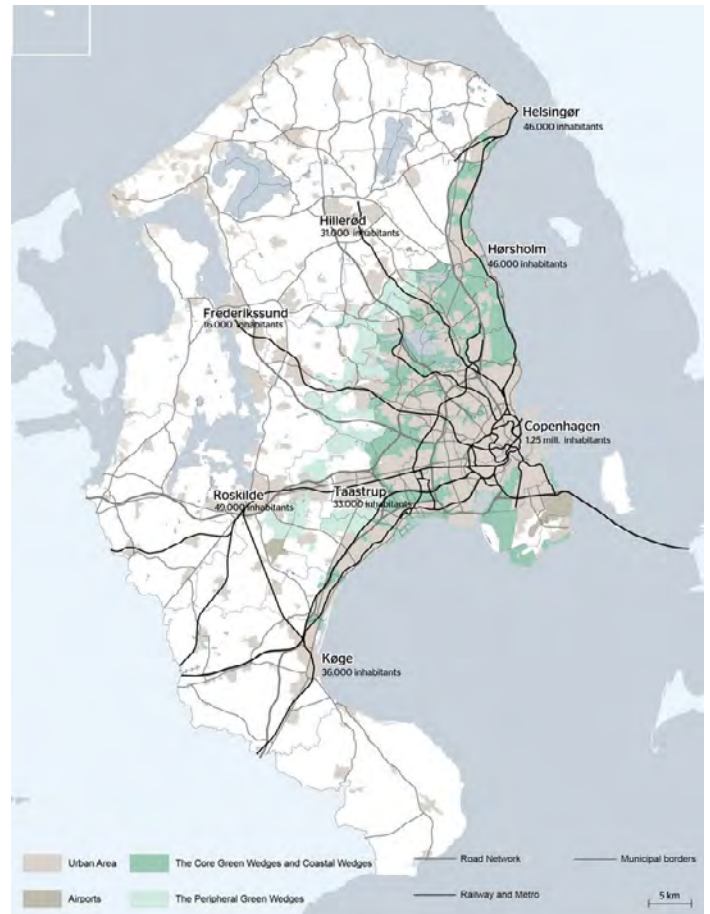 Helsingør
46.000 inhabitants
Hillerød
31.000 inhabitants
Hørsholm
46.000 inhabitants
Frederikssund
16.000 inhabitants
Copenhagen
1.25 mill. inhabitants
Roskilde
49.000 inhabitants
Taastrup
33.000 inhabitants
Køge
36.000 inhabitants
Urban Area
The Core Green Wedges and Coastal Wedges
Road Network
Municipal borders
Airports
The Peripheral Green Wedges
Railway and Metro
5 km